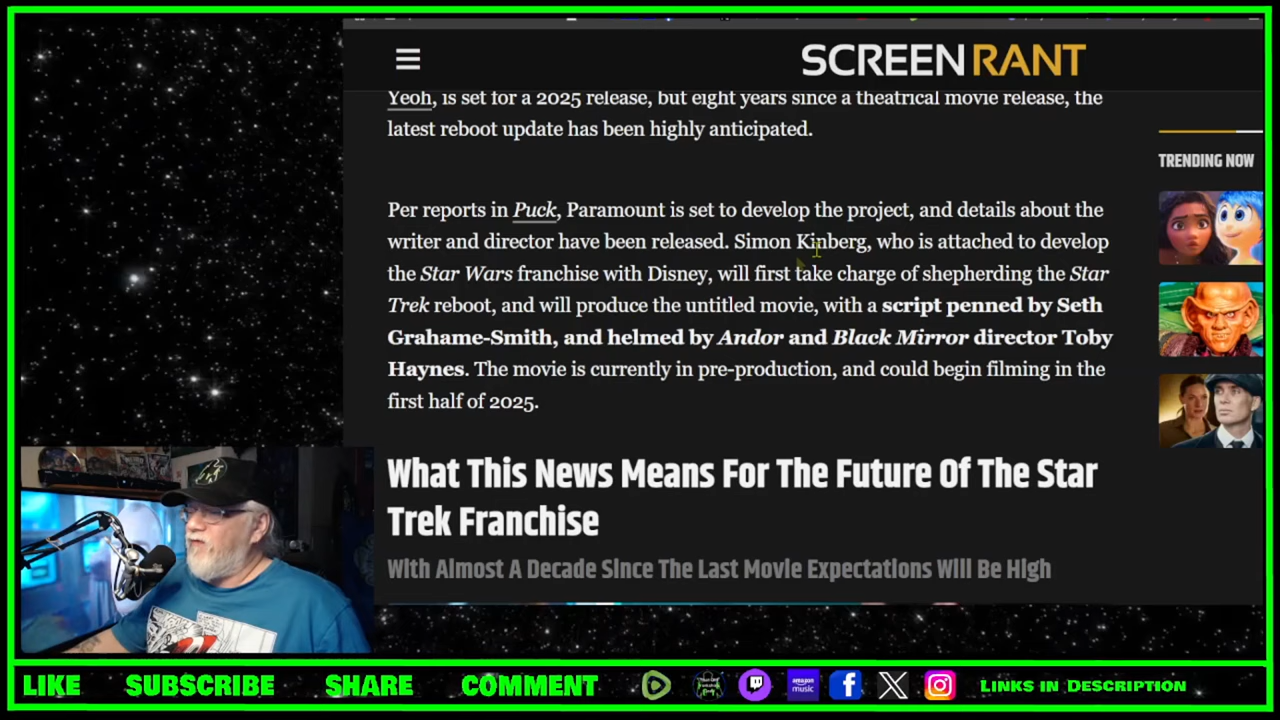 SCREENRANT
Yeoh, is set for a 2025 release, but eight years since a theatrical movie release, the
latest reboot update has been highly anticipated.
TRENDING NOW
Per reports in Puck, Paramount is set to develop the project, and details about the
writer and director have been released. Simon Kinberg, who is attached to develop
the Star Wars franchise with Disney, will first take charge of shepherding the Star
Trek reboot, and will produce the untitled movie, with a script penned by Seth
Grahame-Smith, and helmed by Andor and Black Mirror director Toby
Haynes. The movie is currently in pre-production, and could begin filming in the
first half of 2025.
What This News Means For The Future Of The Star
Trek Franchise
With Almost A Decade Since The Last Movie Expectations Will Be High
LIKE SUBSCRIBE SHARE COMMENT amazon music LINKS IN DESCRIPTION